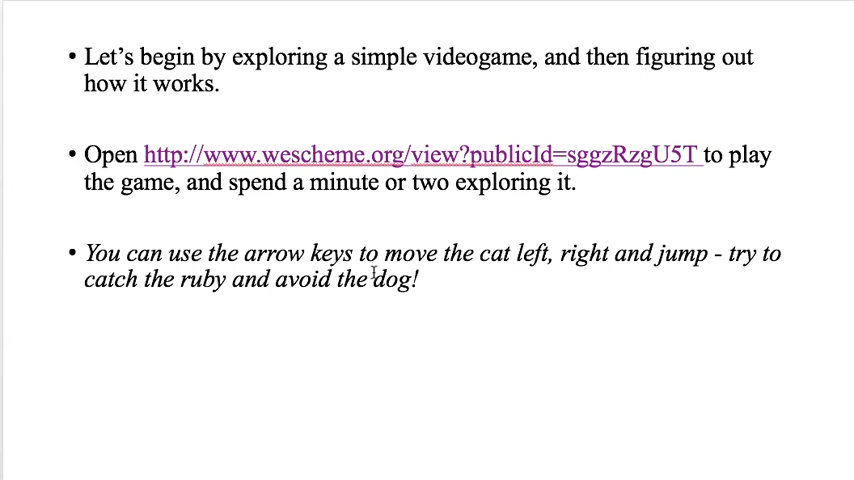 • Let’s begin by exploring a simple videogame, and then figuring out
how it works.
• Open http://www.wescheme.org/view?publicId=sggzRzgU5T to play
the game, and spend a minute or two exploring it.
• You can use the arrow keys to move the cat left, right and jump - try to
catch the ruby and avoid the dog!